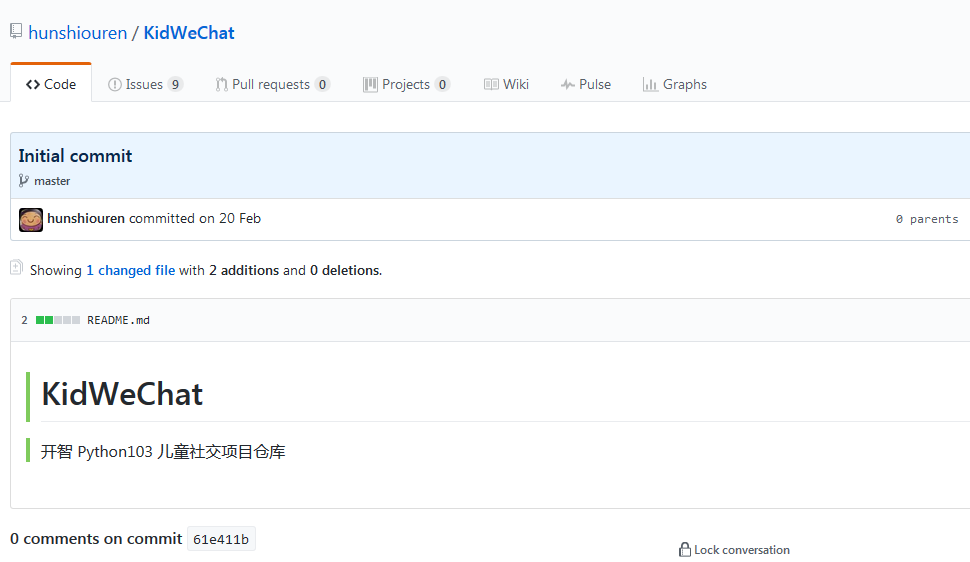 hunshiouren / KidWeChat
Code Issues 9 Pull requests 0 Projects 0 Wiki Pulse Graphs
Initial commit
master
hunshiouren committed on 20 Feb 0 parents
Showing 1 changed file with 2 additions and 0 deletions.
2 README.md
KidWeChat
开智 Python103 儿童社交项目仓库
0 comments on commit 61e411b
Lock conversation